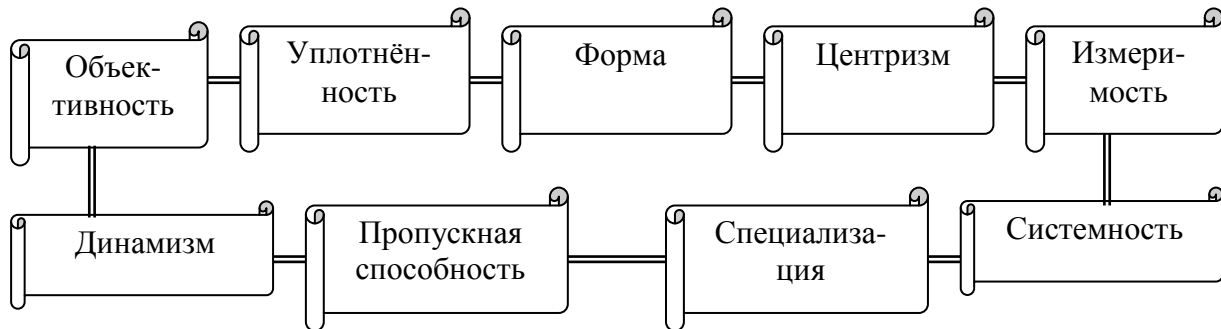 Объек-
тивность
Уплотнён-
ность
Форма
Центризм
Измери-
мость
Динамизм
Пропускная
способность
Специализа-
ция
Системность